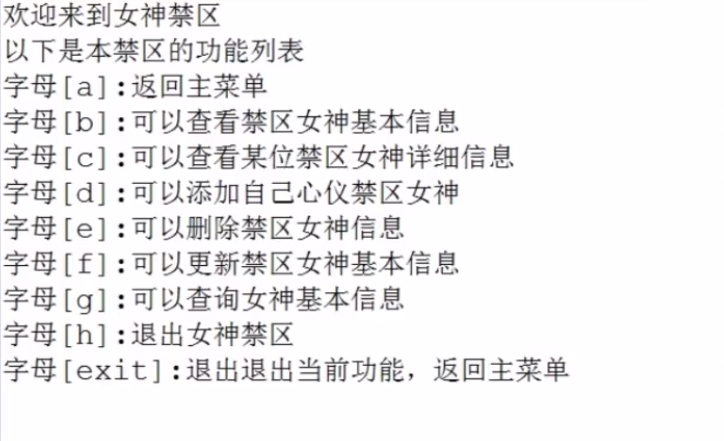 欢迎来到女神禁区
以下是本禁区的功能列表
字母[a]:返回主菜单
字母[b]:可以查看禁区女神基本信息
字母[c]:可以查看某位禁区女神详细信息
字母[d]:可以添加自己心仪禁区女神
字母[e]:可以删除禁区女神信息
字母[f]:可以更新禁区女神基本信息
字母[g]:可以查询女神基本信息
字母[h]:退出女神禁区
字母[exit]:退出退出当前功能，返回主菜单